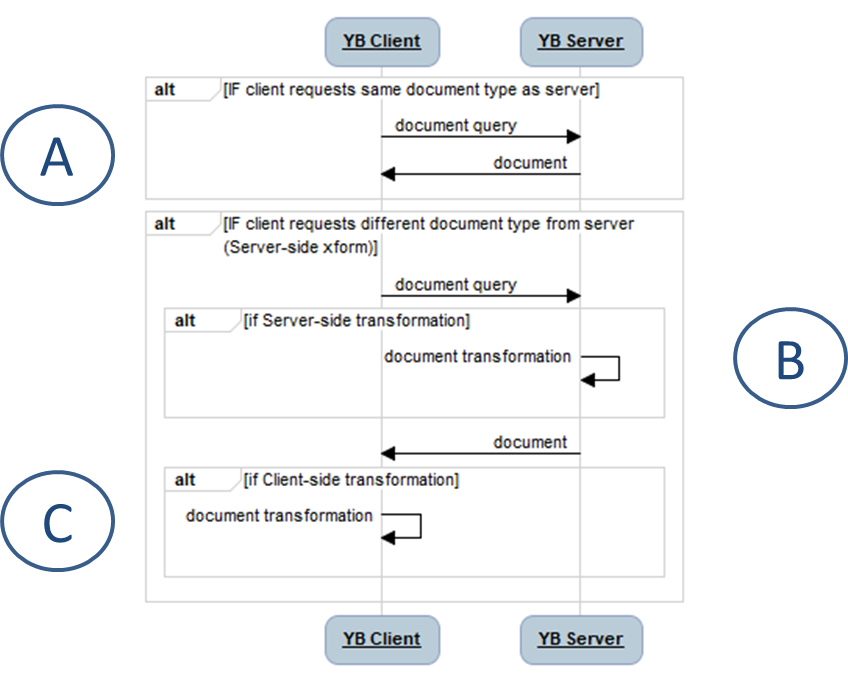 YB Client
YB Server
alt
[IF client requests same document type as server]
A
document query
document
alt
[IF client requests different document type from server
(Server-side xform)]
document query
alt
[if Server-side transformation]
document transformation
B
document
alt
[if Client-side transformation]
C
document transformation
YB Client
YB Server